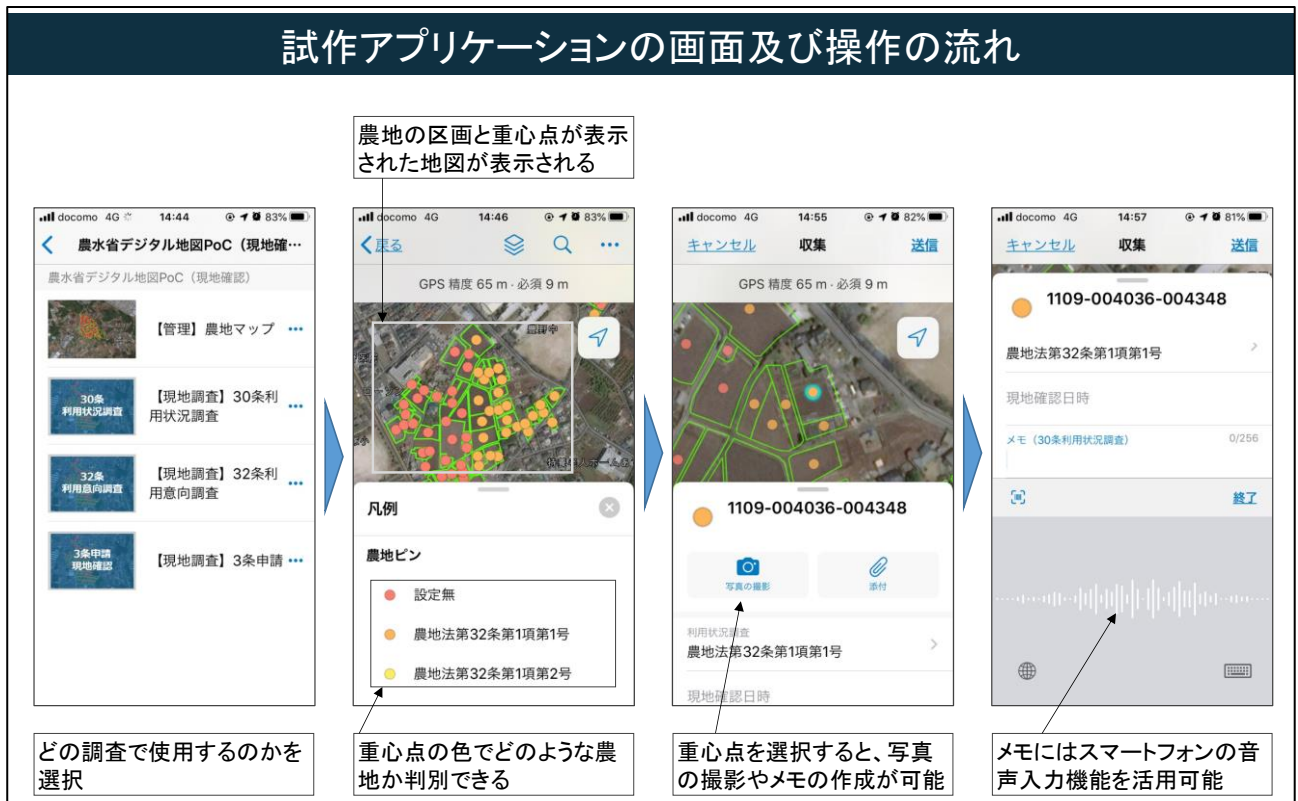 試作アプリケーションの画面及び操作の流れ
農地の区画と重心点が表示
された地図が表示される
docomo 4G 14:44 83%
農水省デジタル地図PoC（現地確…
農水省デジタル地図PoC（現地確認）
【管理】農地マップ …
30条
利用状況調査
【現地調査】30条利
用状況調査 …
32条
利用意向調査
【現地調査】32条利
用意向調査 …
3条申請
現地確認
【現地調査】3条申請 …
どの調査で使用するのかを
選択
docomo 4G 14:46 83%
戻る …
GPS 精度 65 m · 必須 9 m
凡例
農地ピン
設定無
農地法第32条第1項第1号
農地法第32条第1項第2号
重心点の色でどのような農
地か判別できる
docomo 4G 14:55 82%
キャンセル 収集 送信
GPS 精度 65 m · 必須 9 m
1109-004036-004348
写真の撮影 添付
利用状況調査
農地法第32条第1項第1号
現地確認日時
重心点を選択すると、写真
の撮影やメモの作成が可能
docomo 4G 14:57 81%
キャンセル 収集 送信
1109-004036-004348
農地法第32条第1項第1号
現地確認日時
メモ（30条利用状況調査） 0/256
終了
メモにはスマートフォンの音
声入力機能を活用可能